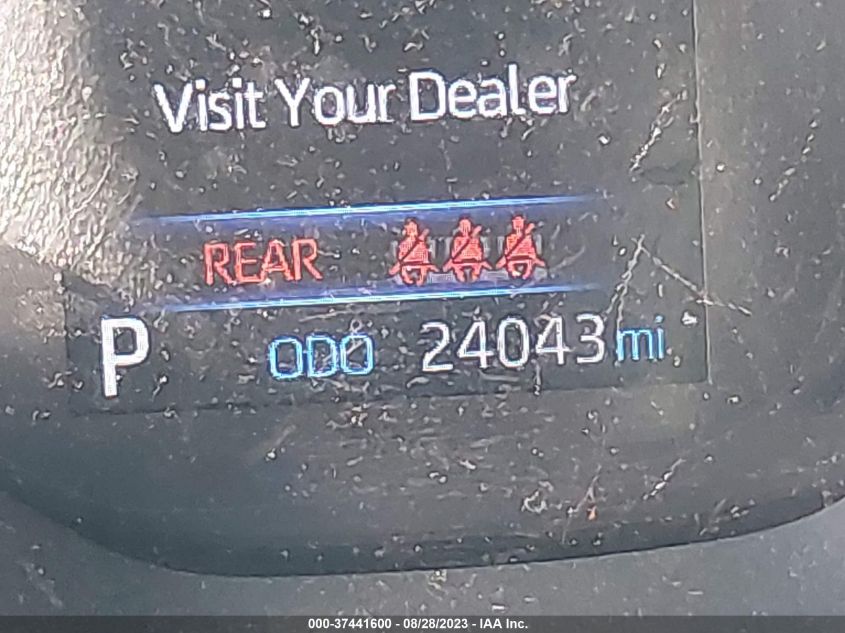 Visit Your Dealer
REAR
P ODO 24043 mi
000-37441600 - 08/28/2023 - IAA Inc.